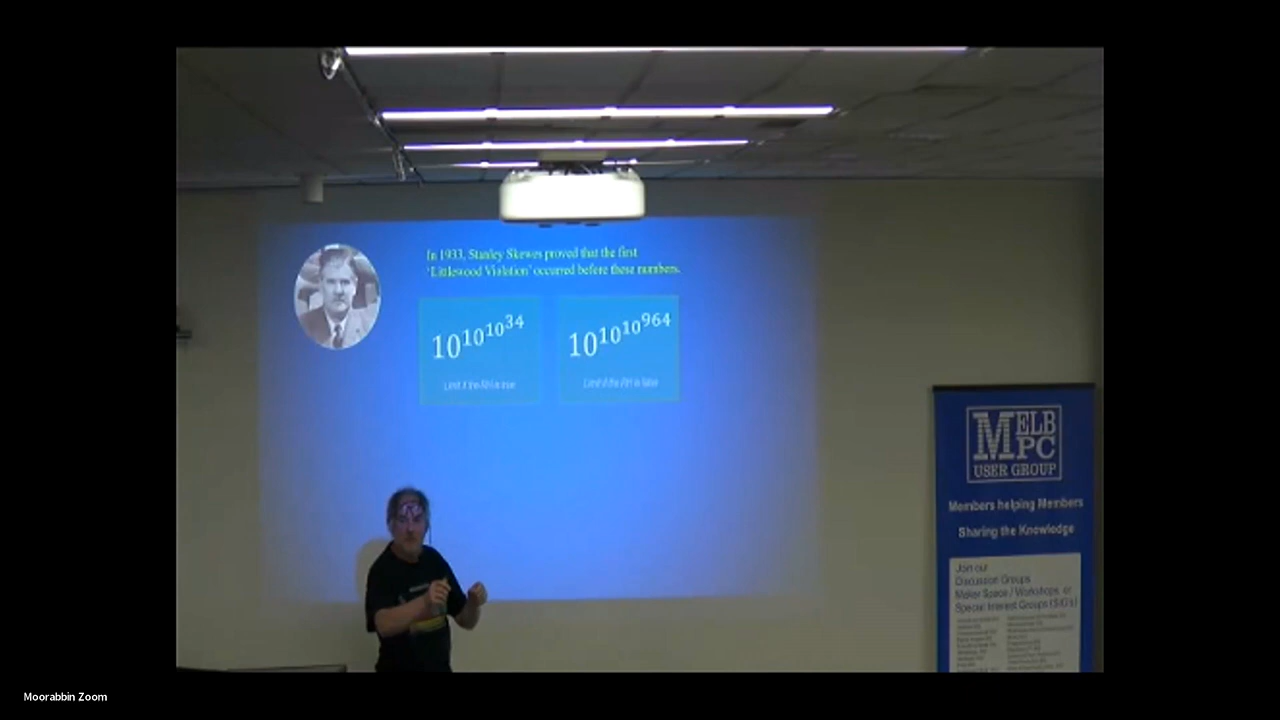 In 1933, Stanley Skewes proved that the first
'Littlewood Violation' occurred before these numbers.
10^10^10^34
10^10^10^964
Limit if the RH is true
Limit if the RH is false
MELB
PC
USER GROUP
Members helping Members
Sharing the Knowledge
Join our
Discussion Groups
Maker Space / Workshops or
Special Interest Groups (SIG's)
Moorabbin Zoom